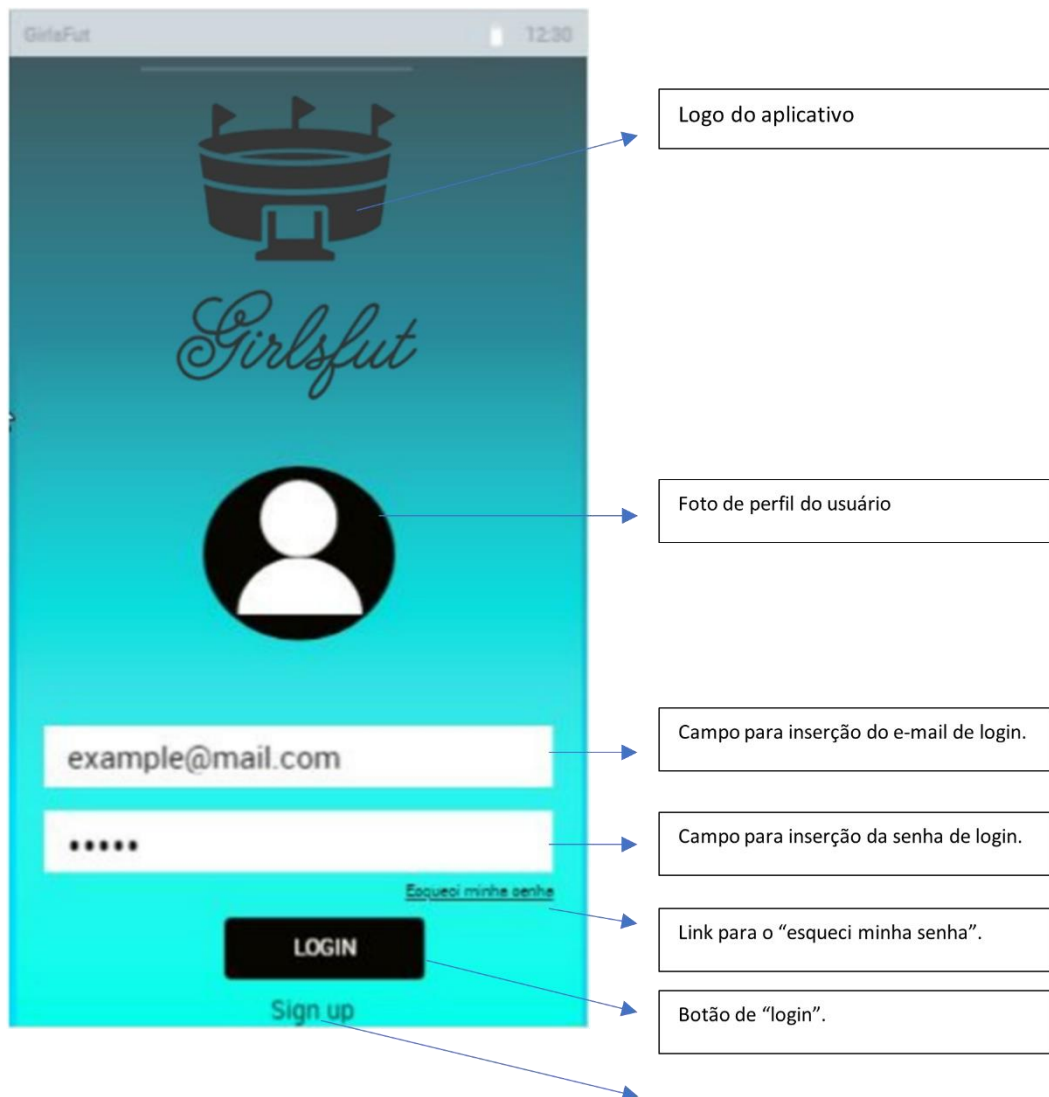 GirlsFut 12:30
Logo do aplicativo
Girlsfut
Foto de perfil do usuário
example@mail.com
Campo para inserção do e-mail de login.
•••••
Campo para inserção da senha de login.
Esqueci minha senha
Link para o “esqueci minha senha”.
LOGIN
Botão de “login”.
Sign up